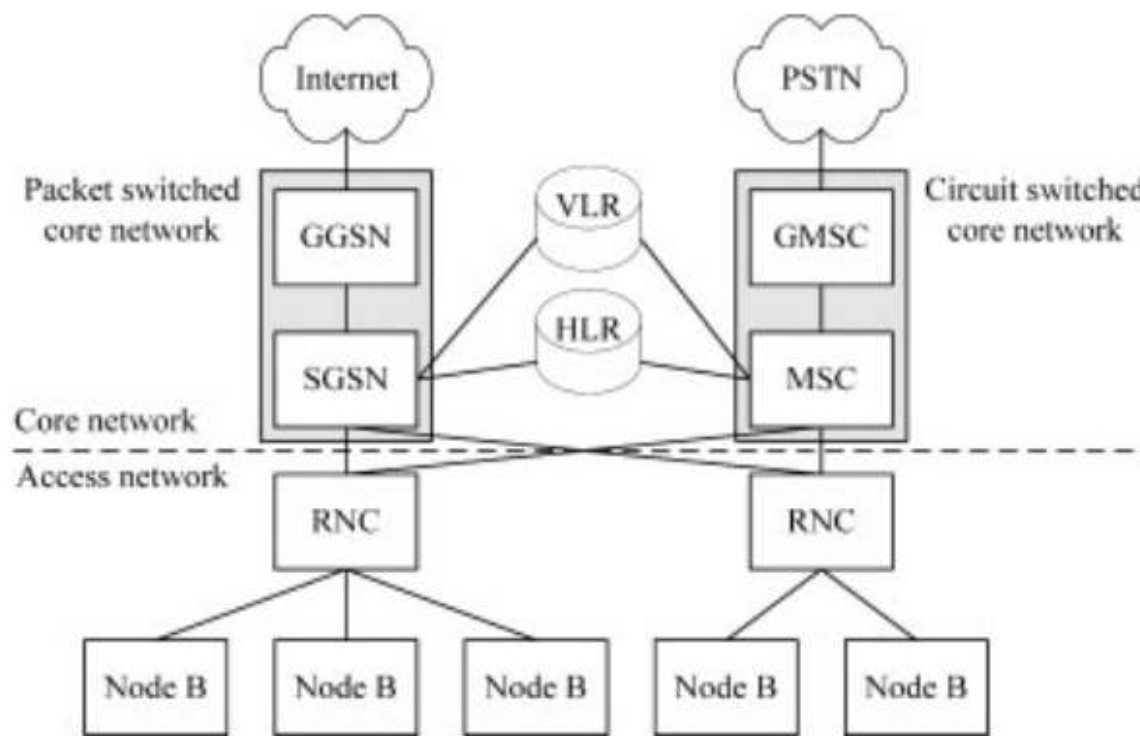 Internet
PSTN
Packet switched
core network
VLR
Circuit switched
core network
GGSN
GMSC
HLR
SGSN
MSC
Core network
Access network
RNC
RNC
Node B
Node B
Node B
Node B
Node B